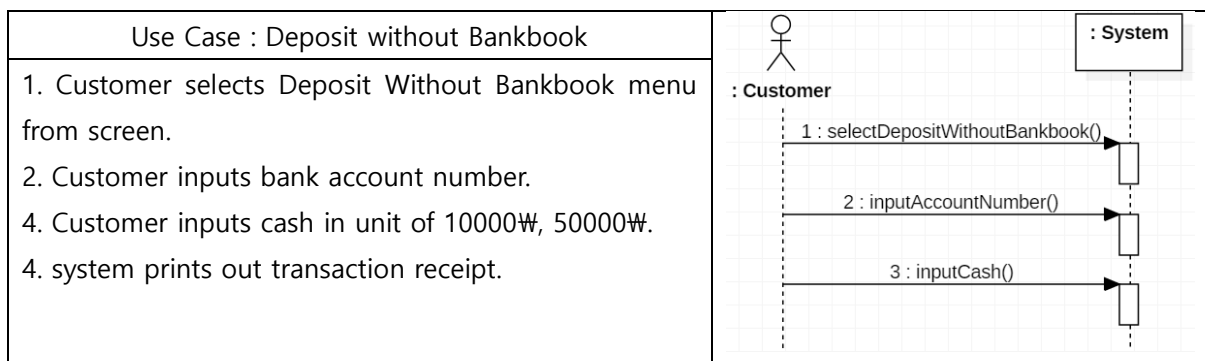 Use Case : Deposit without Bankbook
1. Customer selects Deposit Without Bankbook menu
from screen.
2. Customer inputs bank account number.
4. Customer inputs cash in unit of 10000₩, 50000₩.
4. system prints out transaction receipt.
: System
: Customer
1 : selectDepositWithoutBankbook()
2 : inputAccountNumber()
3 : inputCash()